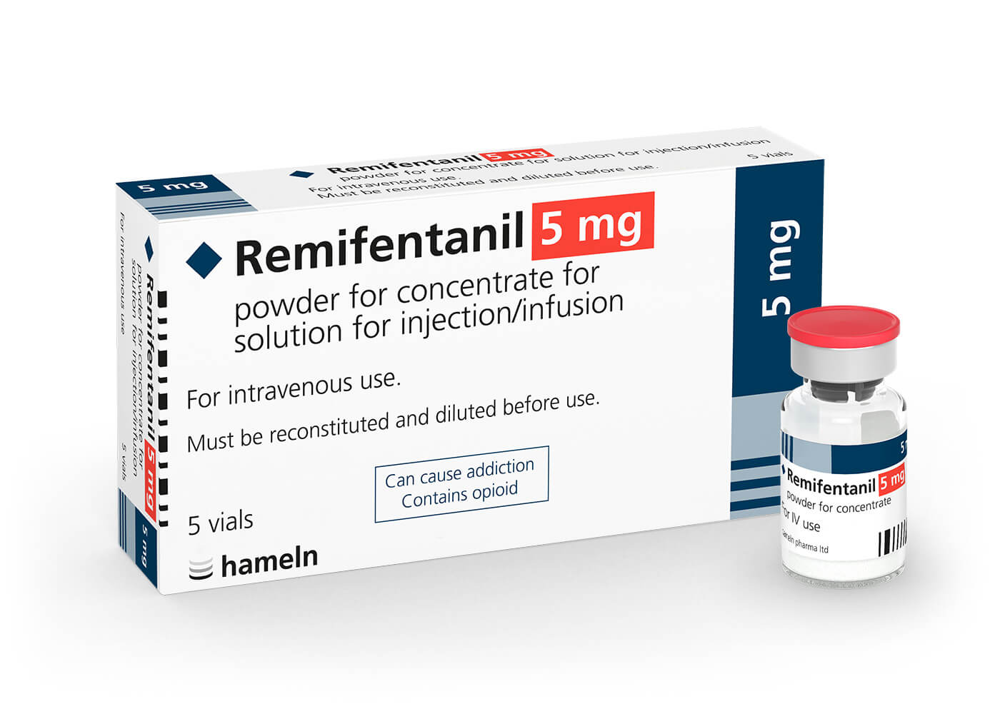 Remifentanil 5 mg
powder for concentrate for solution for injection/infusion
For intravenous use.
Must be reconstituted and diluted before use.
5 vials
5 mg
Remifentanil 5 mg
powder for concentrate for
solution for injection/infusion
For intravenous use.
Must be reconstituted and diluted before use.
Can cause addiction
Contains opioid
5 vials
hameln
5 mg
Remifentanil 5 mg
powder for concentrate for
solution for injection/infusion
For intravenous use
5 vials
5 mg
5
Remifentanil 5 mg
powder for concentrate
For IV use
hameln pharma ltd